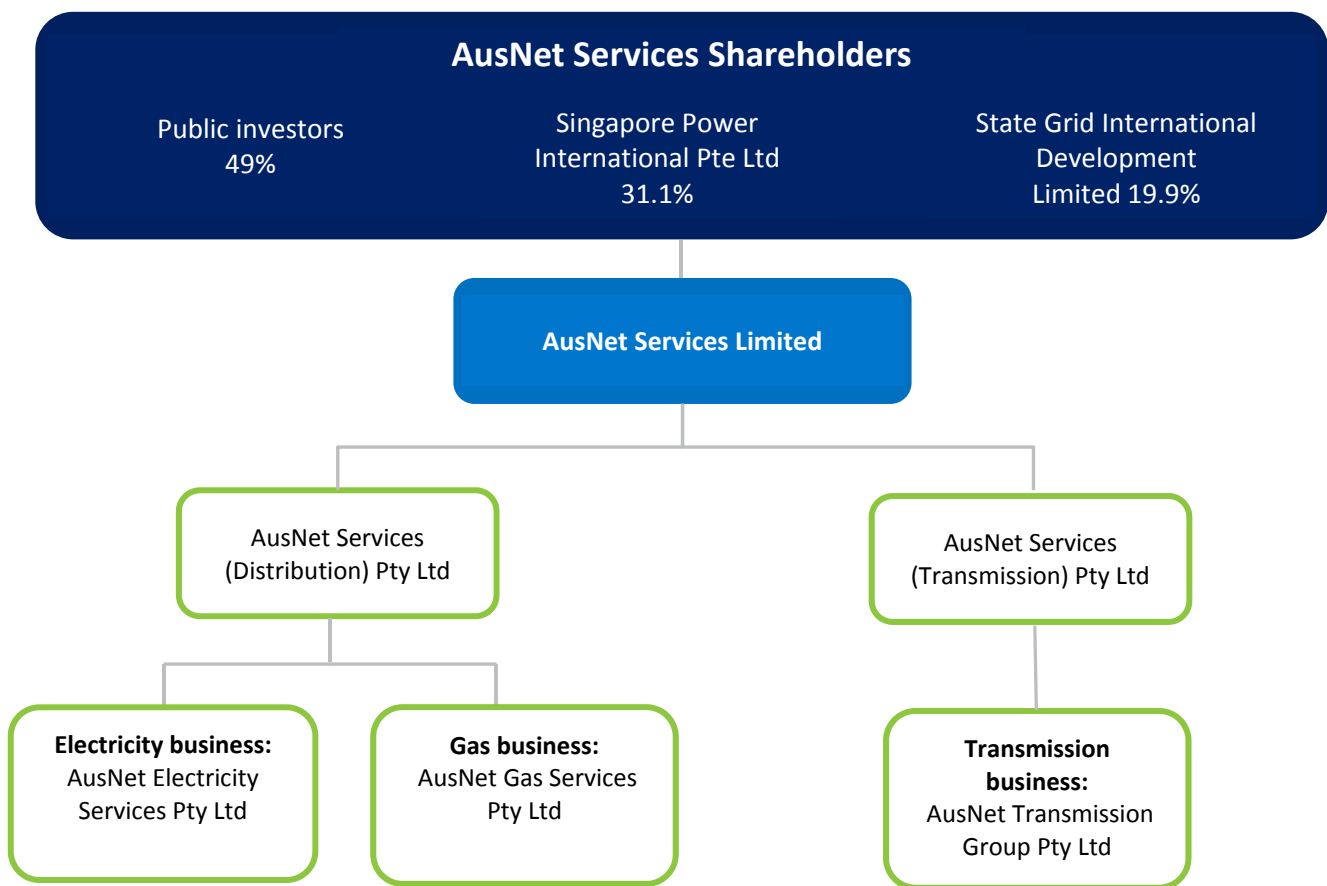 AusNet Services Shareholders
Public investors
49%
Singapore Power
International Pte Ltd
31.1%
State Grid International
Development
Limited 19.9%
AusNet Services Limited
AusNet Services
(Distribution) Pty Ltd
AusNet Services
(Transmission) Pty Ltd
Electricity business:
AusNet Electricity
Services Pty Ltd
Gas business:
AusNet Gas Services
Pty Ltd
Transmission
business:
AusNet Transmission
Group Pty Ltd